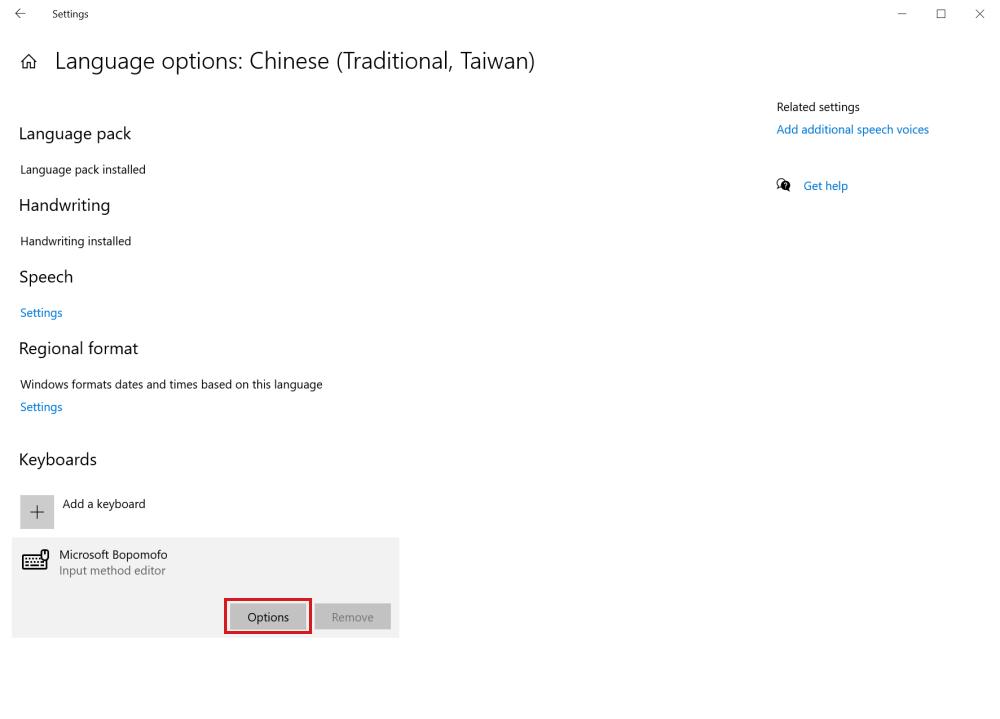 Settings
Language options: Chinese (Traditional, Taiwan)
Language pack
Language pack installed
Handwriting
Handwriting installed
Speech
Settings
Regional format
Windows formats dates and times based on this language
Settings
Keyboards
Add a keyboard
Microsoft Bopomofo
Input method editor
Options
Remove
Related settings
Add additional speech voices
Get help